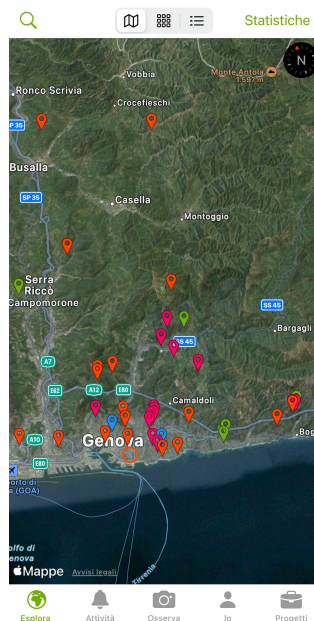 Statistiche
Vobbia
Monte Antola
1.597 m
N
Ronco Scrivia
Crocefieschi
SP 35
Busalla
SP 35
Casella
Montoggio
Serra
Riccò
Campomorone
SS 45
SS 45
Bargagli
A7
E62
A12
E80
Camaldoli
Genova
A10
Bog
E80
porto di
a (GOA)
olfo di
enova
Mappe
Avvisi legali
Tirrenia
Esplora
Attività
Osserva
Io
Progetti